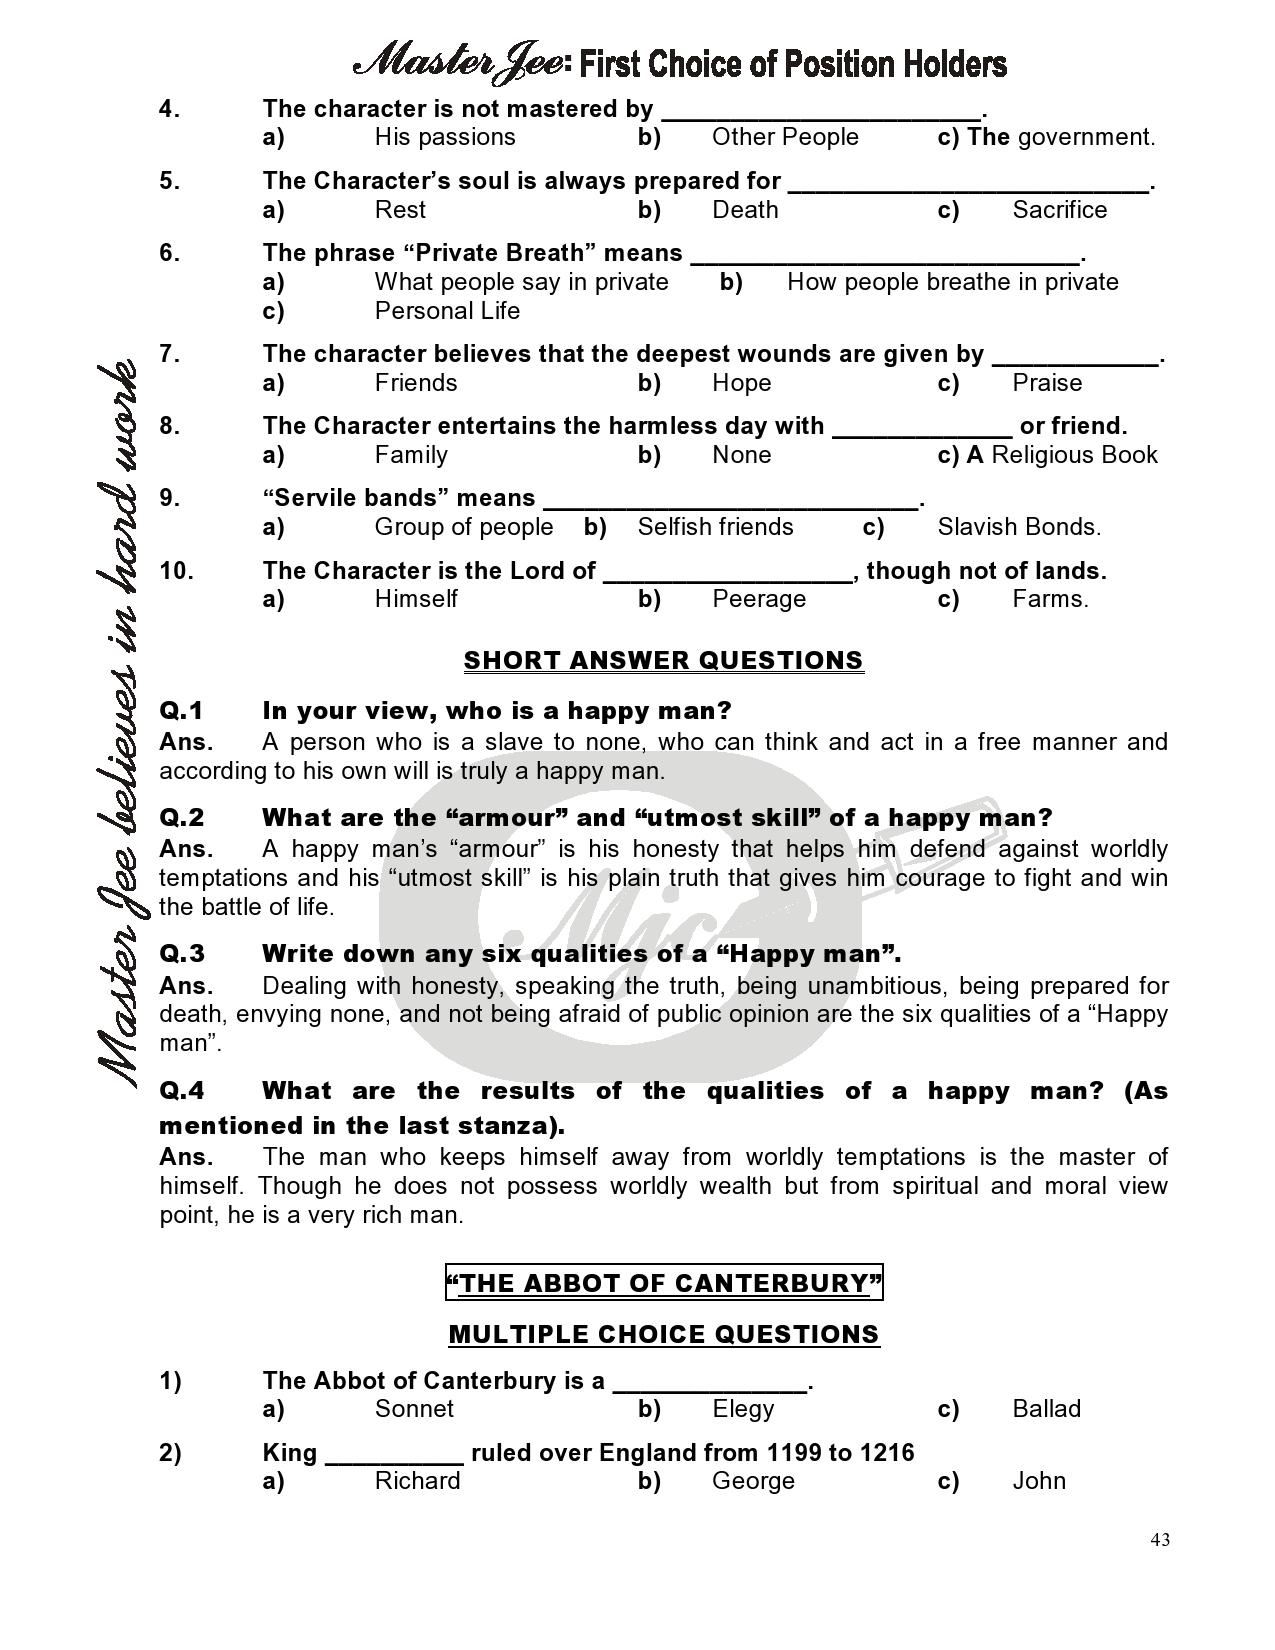 Master Jee: First Choice of Position Holders
4. The character is not mastered by _______________________.
a) His passions b) Other People c) The government.
5. The Character’s soul is always prepared for __________________________.
a) Rest b) Death c) Sacrifice
6. The phrase “Private Breath” means ____________________________.
a) What people say in private b) How people breathe in private
c) Personal Life
7. The character believes that the deepest wounds are given by ____________.
a) Friends b) Hope c) Praise
8. The Character entertains the harmless day with _____________ or friend.
a) Family b) None c) A Religious Book
9. “Servile bands” means ___________________________.
a) Group of people b) Selfish friends c) Slavish Bonds.
10. The Character is the Lord of __________________, though not of lands.
a) Himself b) Peerage c) Farms.
SHORT ANSWER QUESTIONS
Q.1 In your view, who is a happy man?
Ans. A person who is a slave to none, who can think and act in a free manner and
according to his own will is truly a happy man.
Q.2 What are the “armour” and “utmost skill” of a happy man?
Ans. A happy man’s “armour” is his honesty that helps him defend against worldly
temptations and his “utmost skill” is his plain truth that gives him courage to fight and win
the battle of life.
Q.3 Write down any six qualities of a “Happy man”.
Ans. Dealing with honesty, speaking the truth, being unambitious, being prepared for
death, envying none, and not being afraid of public opinion are the six qualities of a “Happy
man”.
Q.4 What are the results of the qualities of a happy man? (As
mentioned in the last stanza).
Ans. The man who keeps himself away from worldly temptations is the master of
himself. Though he does not possess worldly wealth but from spiritual and moral view
point, he is a very rich man.
“THE ABBOT OF CANTERBURY”
MULTIPLE CHOICE QUESTIONS
1) The Abbot of Canterbury is a ______________.
a) Sonnet b) Elegy c) Ballad
2) King __________ ruled over England from 1199 to 1216
a) Richard b) George c) John
43
Master Jee believes in hard work
Mjc